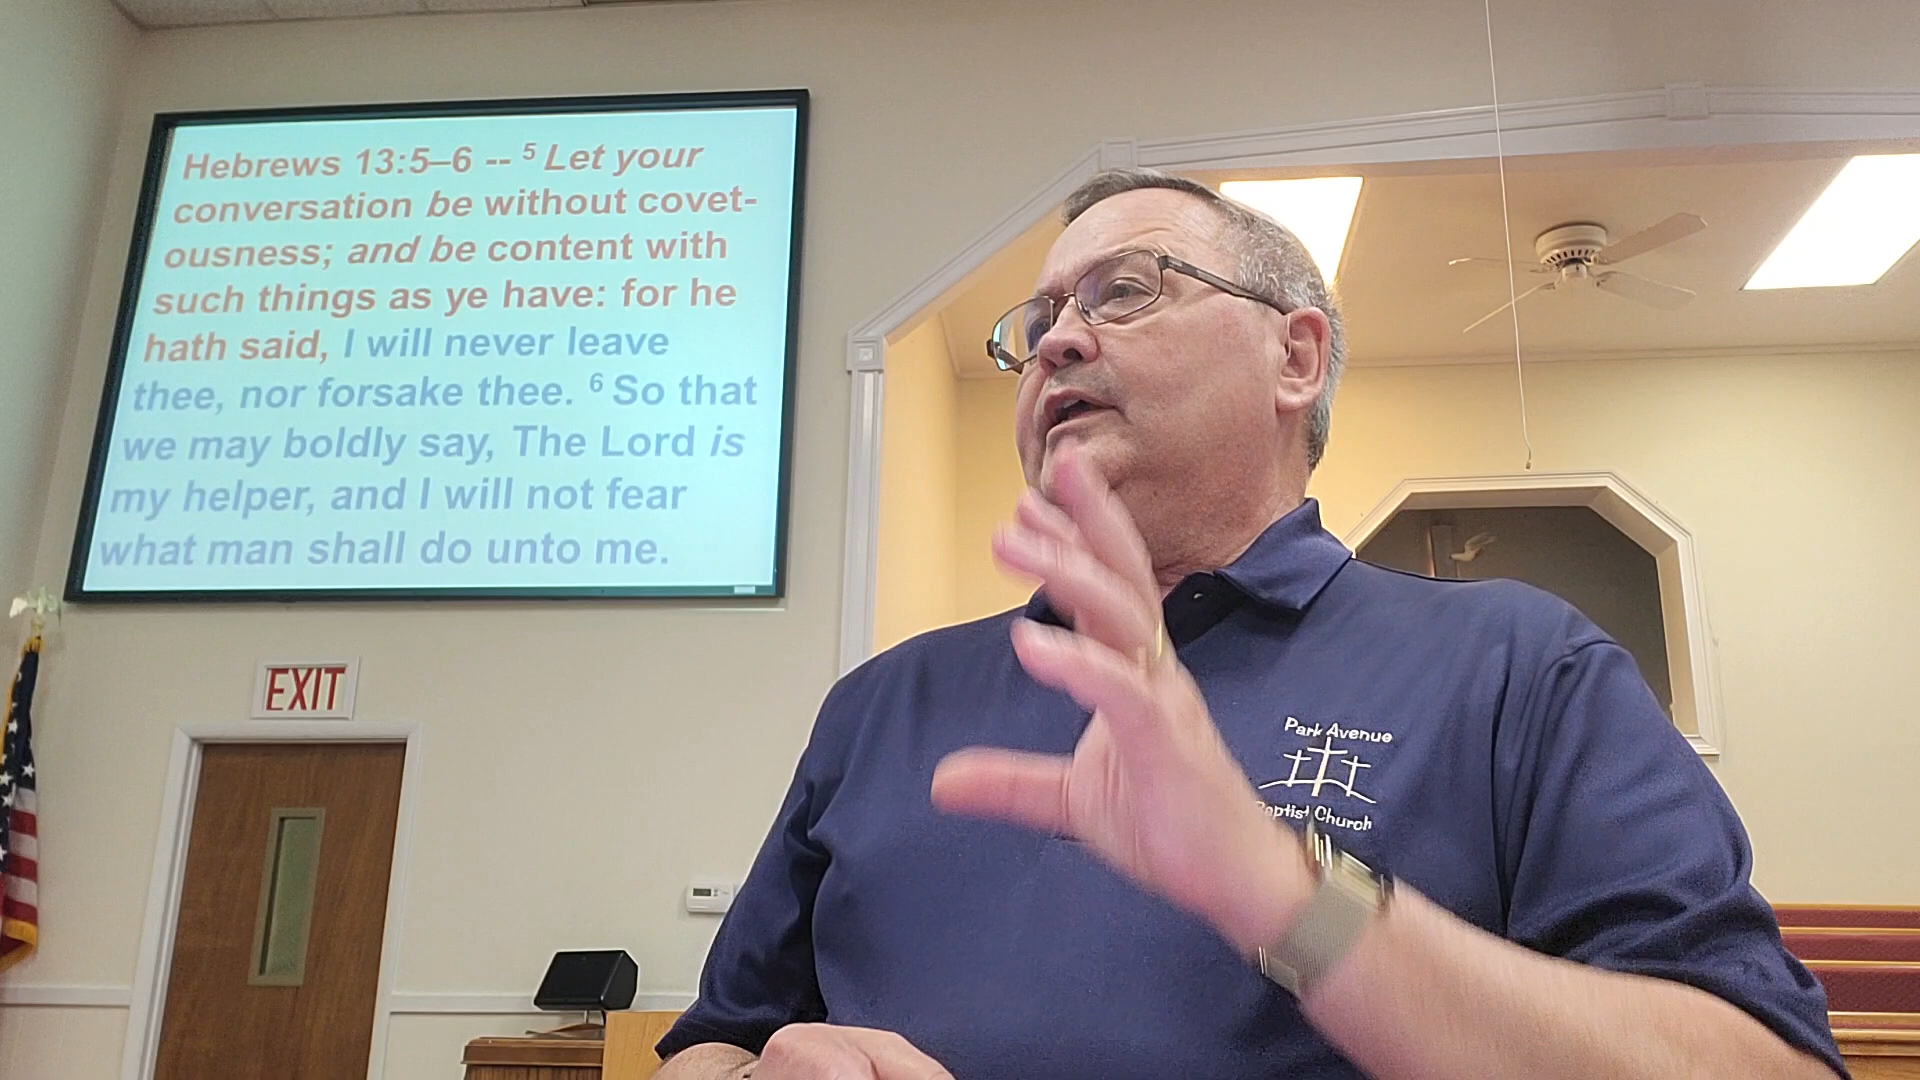 Hebrews 13:5–6 -- ⁵ Let your
conversation be without covet-
ousness; and be content with
such things as ye have: for he
hath said, I will never leave
thee, nor forsake thee. ⁶ So that
we may boldly say, The Lord is
my helper, and I will not fear
what man shall do unto me.
EXIT
Park Avenue
Baptist Church